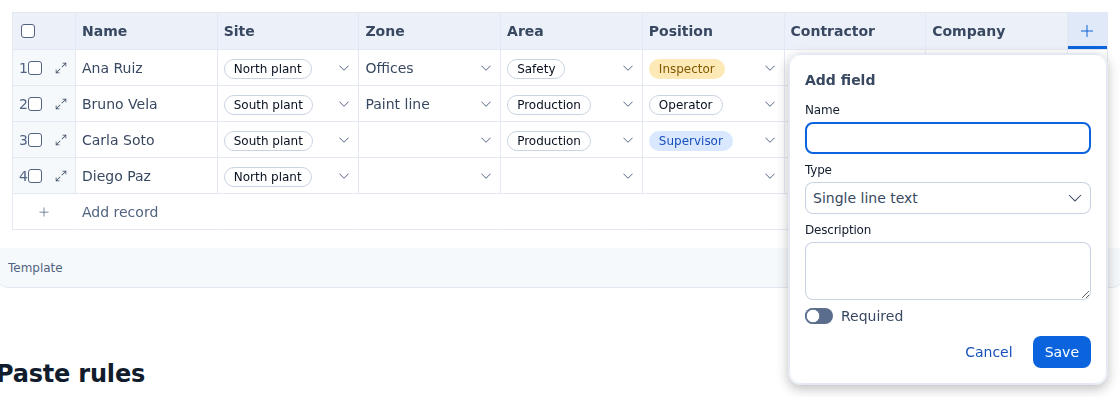 Name Site Zone Area Position Contractor Company
1 Ana Ruiz North plant Offices Safety Inspector
2 Bruno Vela South plant Paint line Production Operator
3 Carla Soto South plant Production Supervisor
4 Diego Paz North plant
Add record
Template
Paste rules
Add field
Name
Type
Single line text
Description
Required
Cancel Save